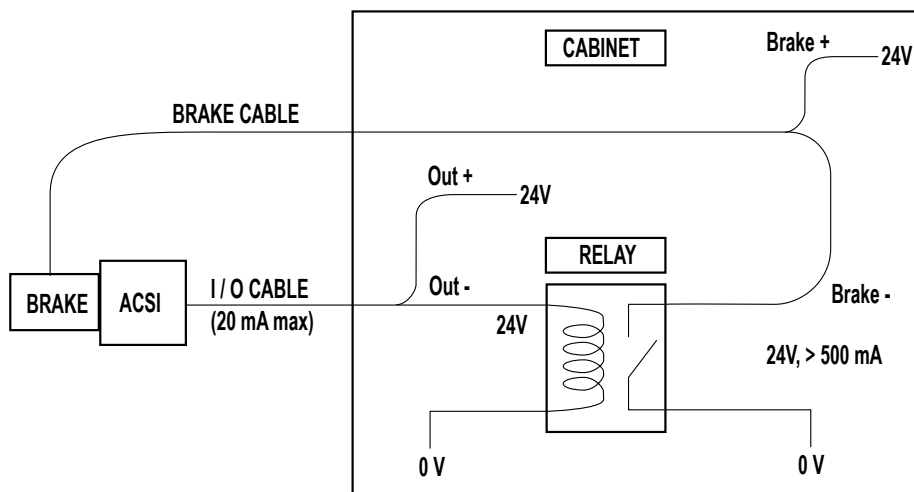 CABINET
Brake +
24V
BRAKE CABLE
Out +
24V
RELAY
BRAKE
ACSI
I / O CABLE
(20 mA max)
Out -
24V
Brake -
24V, > 500 mA
0 V
0 V